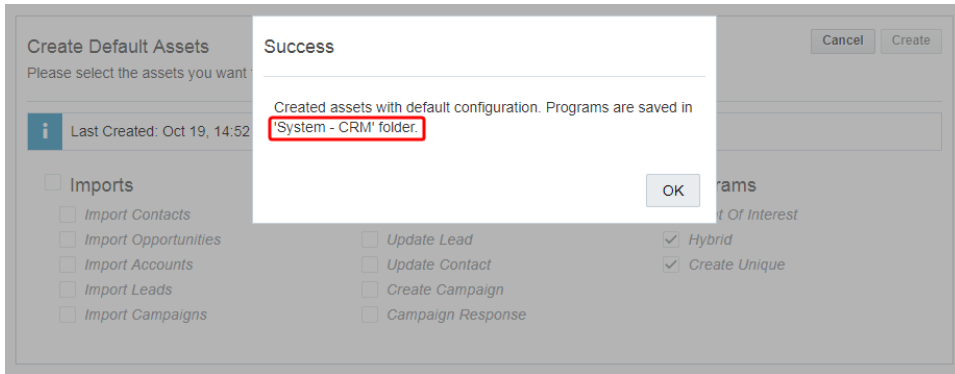 Create Default Assets
Please select the assets you want
Cancel
Create
Success
Created assets with default configuration. Programs are saved in
'System - CRM' folder.
OK
i
Last Created: Oct 19, 14:52
Imports
Import Contacts
Import Opportunities
Import Accounts
Import Leads
Import Campaigns
Update Lead
Update Contact
Create Campaign
Campaign Response
Of Interest
Hybrid
Create Unique